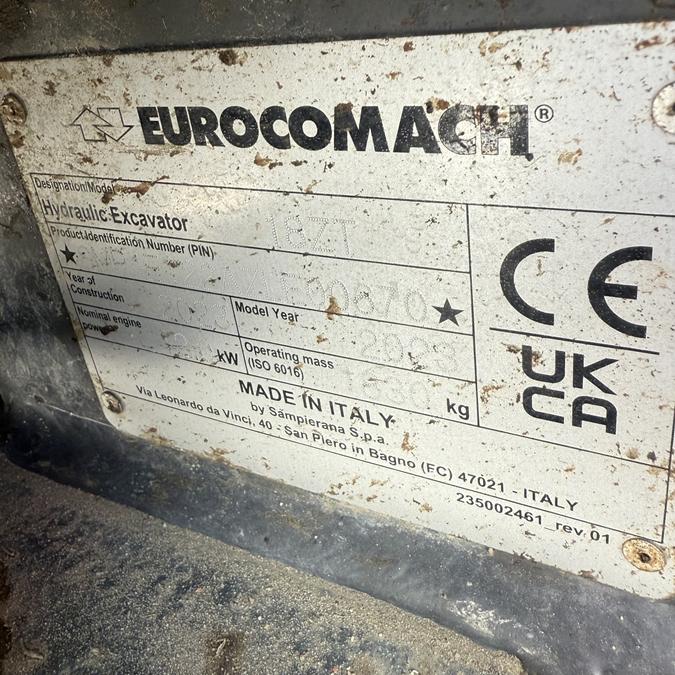 EUROCOMACH®
Designation/Model
Hydraulic Excavator 18ZT
Product Identification Number (PIN)
★ ★
Year of Construction
Model Year
Nominal engine power kW
Operating mass (ISO 6016) kg
CE
UK
CA
MADE IN ITALY
by Sampierana S.p.a.
Via Leonardo da Vinci, 40 - San Piero in Bagno (FC) 47021 - ITALY
235002461_rev 01